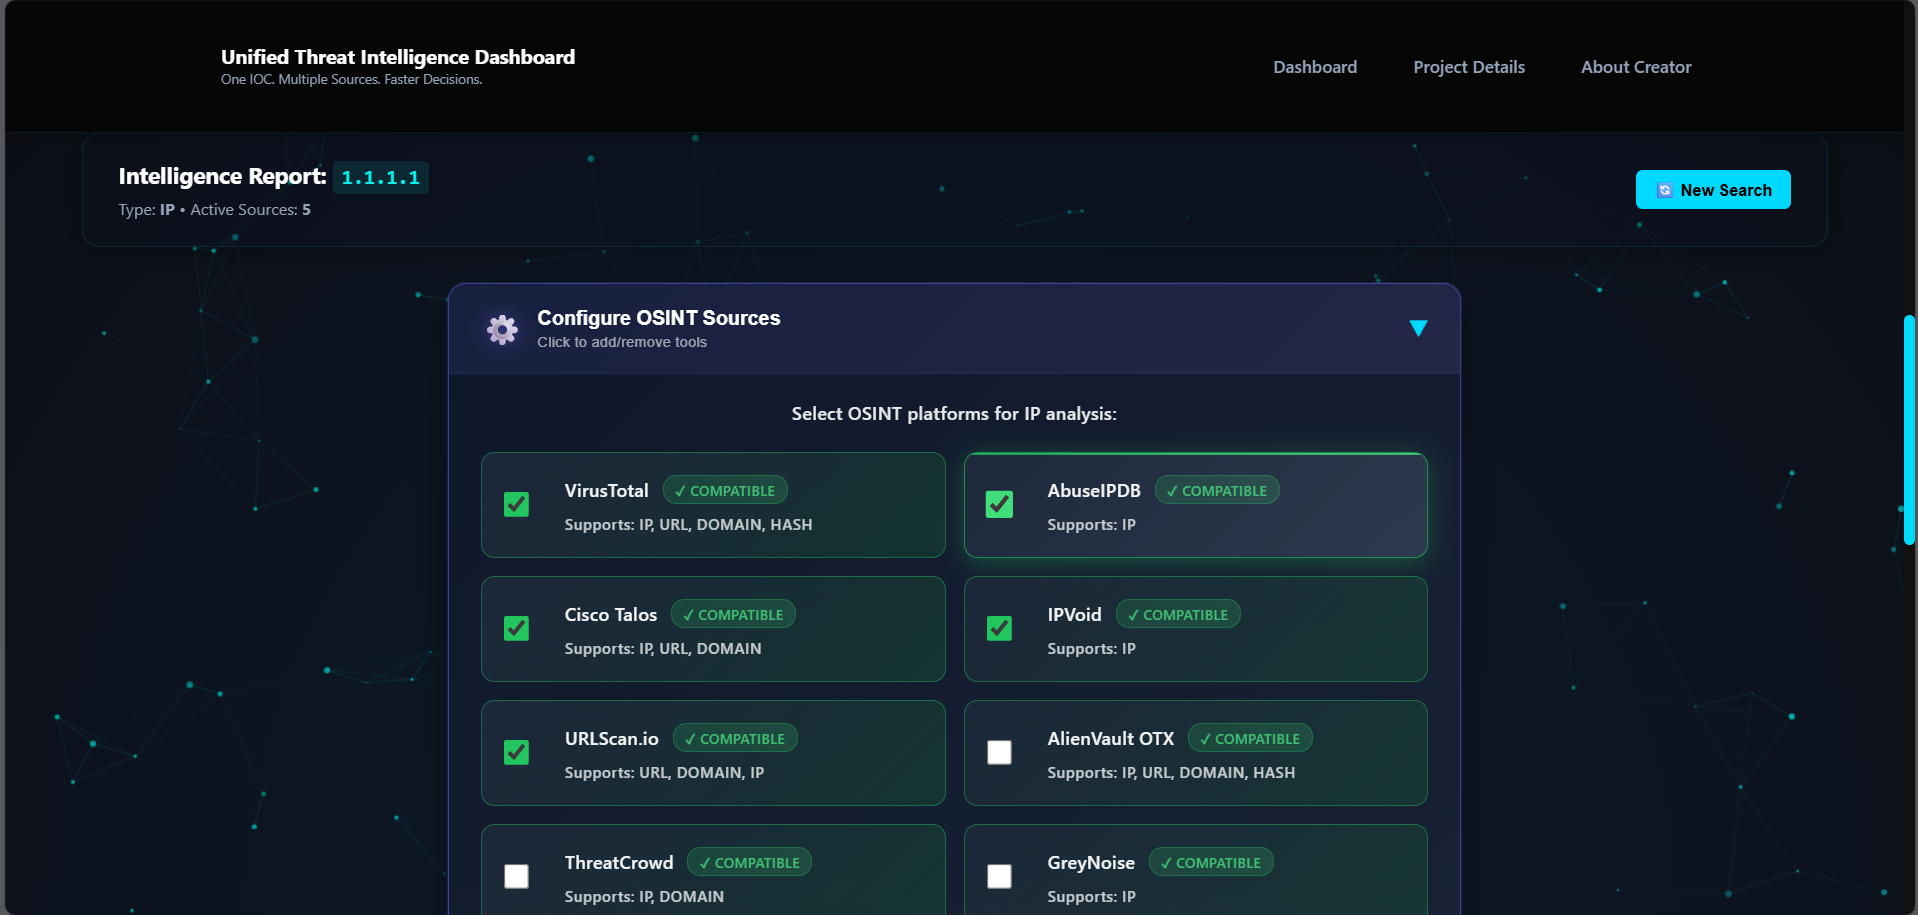 Unified Threat Intelligence Dashboard
One IOC. Multiple Sources. Faster Decisions.
Dashboard
Project Details
About Creator
Intelligence Report: 1.1.1.1
Type: IP • Active Sources: 5
New Search
Configure OSINT Sources
Click to add/remove tools
Select OSINT platforms for IP analysis:
VirusTotal ✓ COMPATIBLE
Supports: IP, URL, DOMAIN, HASH
AbuseIPDB ✓ COMPATIBLE
Supports: IP
Cisco Talos ✓ COMPATIBLE
Supports: IP, URL, DOMAIN
IPVoid ✓ COMPATIBLE
Supports: IP
URLScan.io ✓ COMPATIBLE
Supports: URL, DOMAIN, IP
AlienVault OTX ✓ COMPATIBLE
Supports: IP, URL, DOMAIN, HASH
ThreatCrowd ✓ COMPATIBLE
Supports: IP, DOMAIN
GreyNoise ✓ COMPATIBLE
Supports: IP